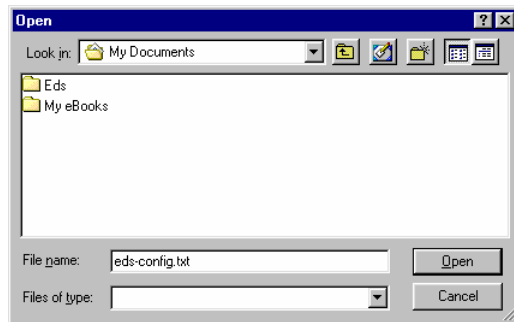 Open
Look in: My Documents
Eds
My eBooks
File name: eds-config.txt Open
Files of type: Cancel